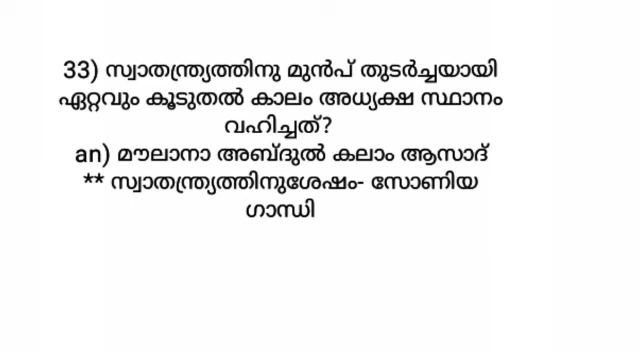 33) സ്വാതന്ത്ര്യത്തിനു മുൻപ് തുടർച്ചയായി
ഏറ്റവും കൂടുതൽ കാലം അധ്യക്ഷ സ്ഥാനം
വഹിച്ചത്?
an) മൗലാനാ അബ്ദുൽ കലാം ആസാദ്
** സ്വാതന്ത്ര്യത്തിനുശേഷം- സോണിയ
ഗാന്ധി